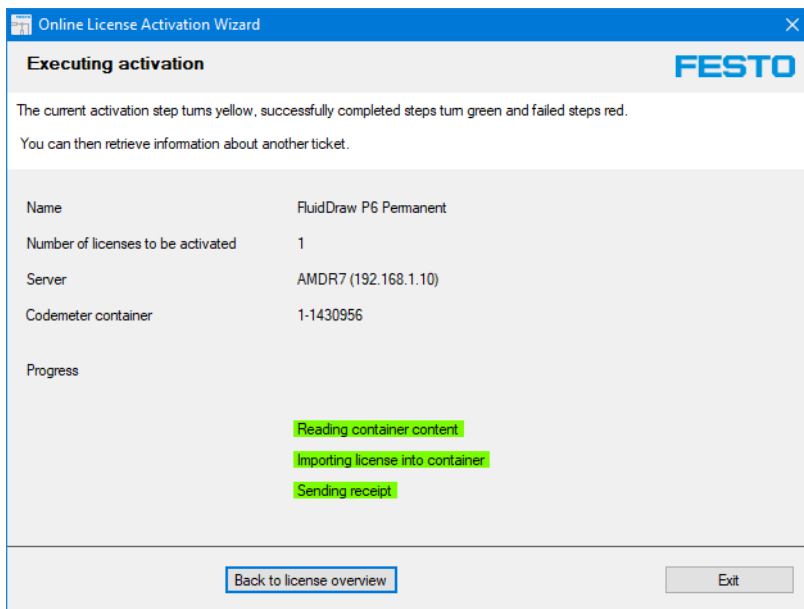 Online License Activation Wizard
Executing activation
FESTO
The current activation step turns yellow, successfully completed steps turn green and failed steps red.
You can then retrieve information about another ticket.
Name FluidDraw P6 Permanent
Number of licenses to be activated 1
Server AMDR7 (192.168.1.10)
Codemeter container 1-1430956
Progress
Reading container content
Importing license into container
Sending receipt
Back to license overview Exit